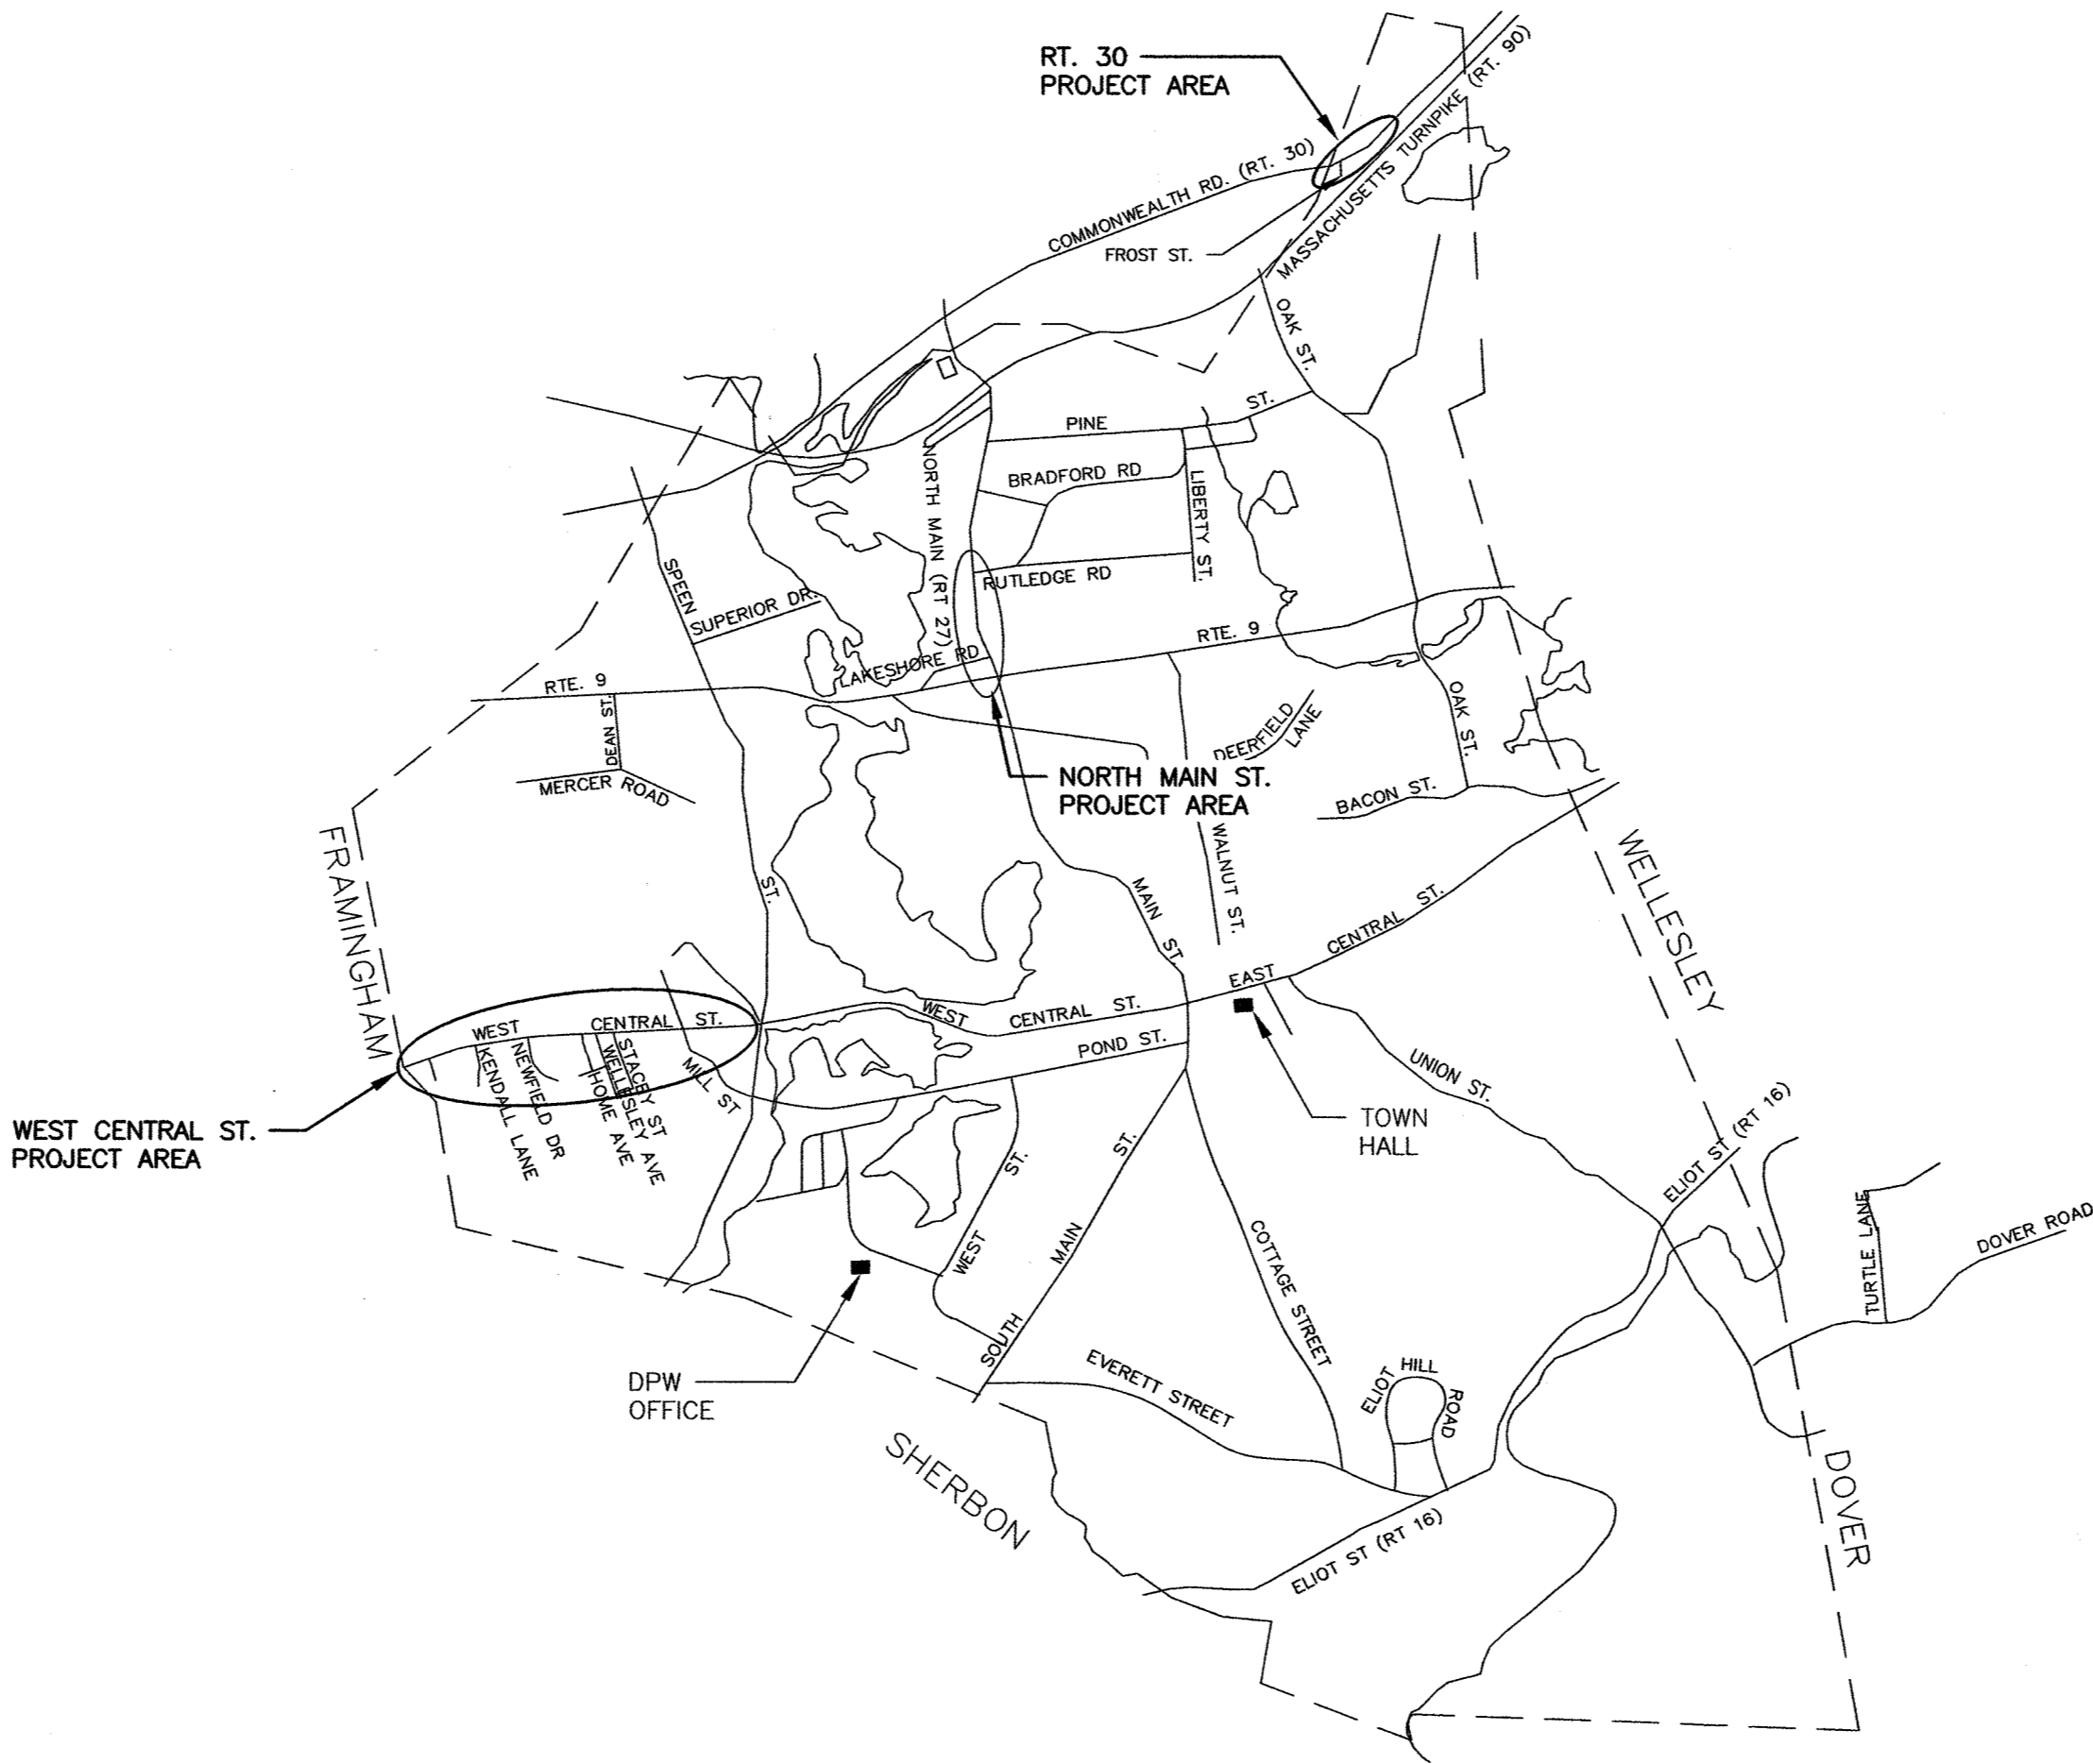 RT. 30
PROJECT AREA
MASSACHUSETTS TURNPIKE (RT. 90)
COMMONWEALTH RD. (RT. 30)
FROST ST.
OAK ST.
PINE ST.
BRADFORD RD
LIBERTY ST.
NORTH MAIN (RT 27)
RUTLEDGE RD
SPEEN ST.
SUPERIOR DR.
LAKESHORE RD
RTE. 9
RTE. 9
DEAN ST.
MERCER ROAD
OAK ST.
DEERFIELD
LANE
NORTH MAIN ST.
PROJECT AREA
BACON ST.
WALNUT ST.
FRAMINGHAM
WELLESLEY
MAIN ST.
EAST CENTRAL ST.
WEST CENTRAL ST.
WEST CENTRAL ST.
POND ST.
KENDALL LANE
NEWFIELD DR
HOME AVE
WELLESLEY AVE
STACEY ST
MILL ST
WEST CENTRAL ST.
PROJECT AREA
UNION ST.
TOWN
HALL
ELIOT ST (RT 16)
WEST ST.
SOUTH MAIN ST.
COTTAGE STREET
TURTLE LANE
DOVER ROAD
DPW
OFFICE
EVERETT STREET
ELIOT HILL ROAD
SHERBON
DOVER
ELIOT ST (RT 16)